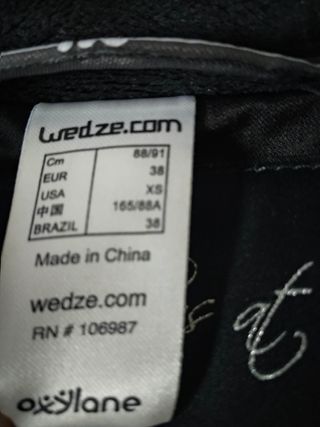 wedze.com
Cm 88/91
EUR 38
USA XS
中国 165/88A
BRAZIL 38
Made in China
wedze.com
RN # 106987
oxylane
at